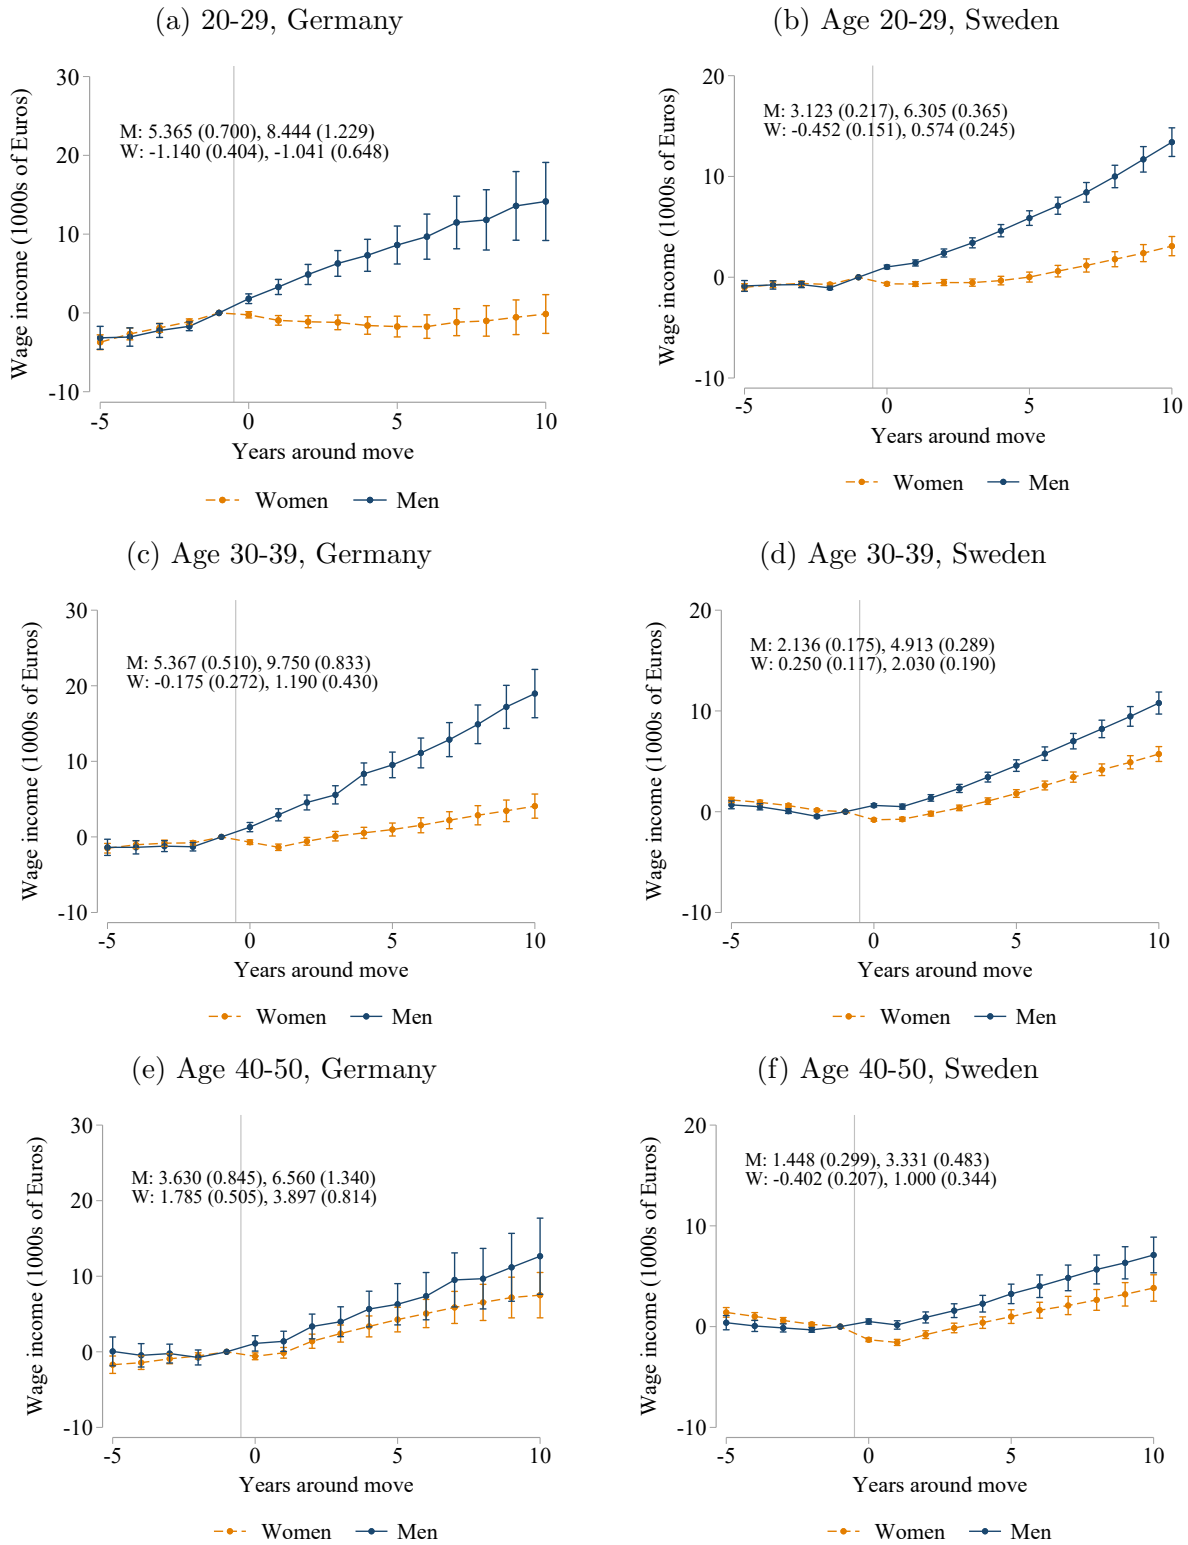 (a) 20-29, Germany
Wage income (1000s of Euros)
30
20
10
0
-10
M: 5.365 (0.700), 8.444 (1.229)
W: -1.140 (0.404), -1.041 (0.648)
-5 0 5 10
Years around move
Women Men
(b) Age 20-29, Sweden
Wage income (1000s of Euros)
20
10
0
-10
M: 3.123 (0.217), 6.305 (0.365)
W: -0.452 (0.151), 0.574 (0.245)
-5 0 5 10
Years around move
Women Men
(c) Age 30-39, Germany
Wage income (1000s of Euros)
30
20
10
0
-10
M: 5.367 (0.510), 9.750 (0.833)
W: -0.175 (0.272), 1.190 (0.430)
-5 0 5 10
Years around move
Women Men
(d) Age 30-39, Sweden
Wage income (1000s of Euros)
20
10
0
-10
M: 2.136 (0.175), 4.913 (0.289)
W: 0.250 (0.117), 2.030 (0.190)
-5 0 5 10
Years around move
Women Men
(e) Age 40-50, Germany
Wage income (1000s of Euros)
30
20
10
0
-10
M: 3.630 (0.845), 6.560 (1.340)
W: 1.785 (0.505), 3.897 (0.814)
-5 0 5 10
Years around move
Women Men
(f) Age 40-50, Sweden
Wage income (1000s of Euros)
20
10
0
-10
M: 1.448 (0.299), 3.331 (0.483)
W: -0.402 (0.207), 1.000 (0.344)
-5 0 5 10
Years around move
Women Men